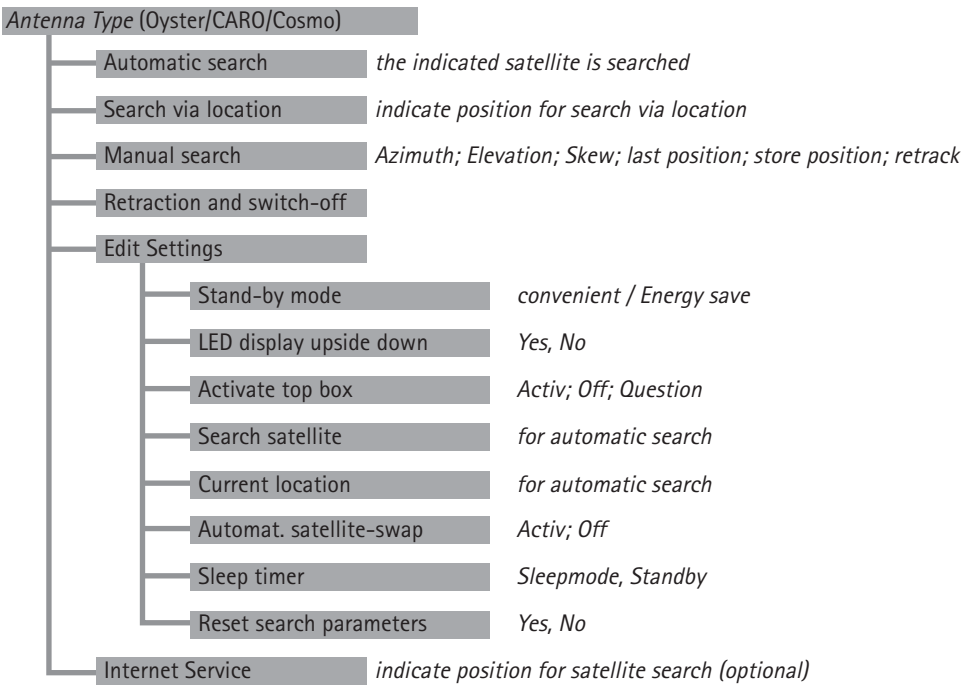 Antenna Type (Oyster/CARO/Cosmo)
Automatic search the indicated satellite is searched
Search via location indicate position for search via location
Manual search Azimuth; Elevation; Skew; last position; store position; retrack
Retraction and switch-off
Edit Settings
Stand-by mode convenient / Energy save
LED display upside down Yes, No
Activate top box Activ; Off; Question
Search satellite for automatic search
Current location for automatic search
Automat. satellite-swap Activ; Off
Sleep timer Sleepmode, Standby
Reset search parameters Yes, No
Internet Service indicate position for satellite search (optional)